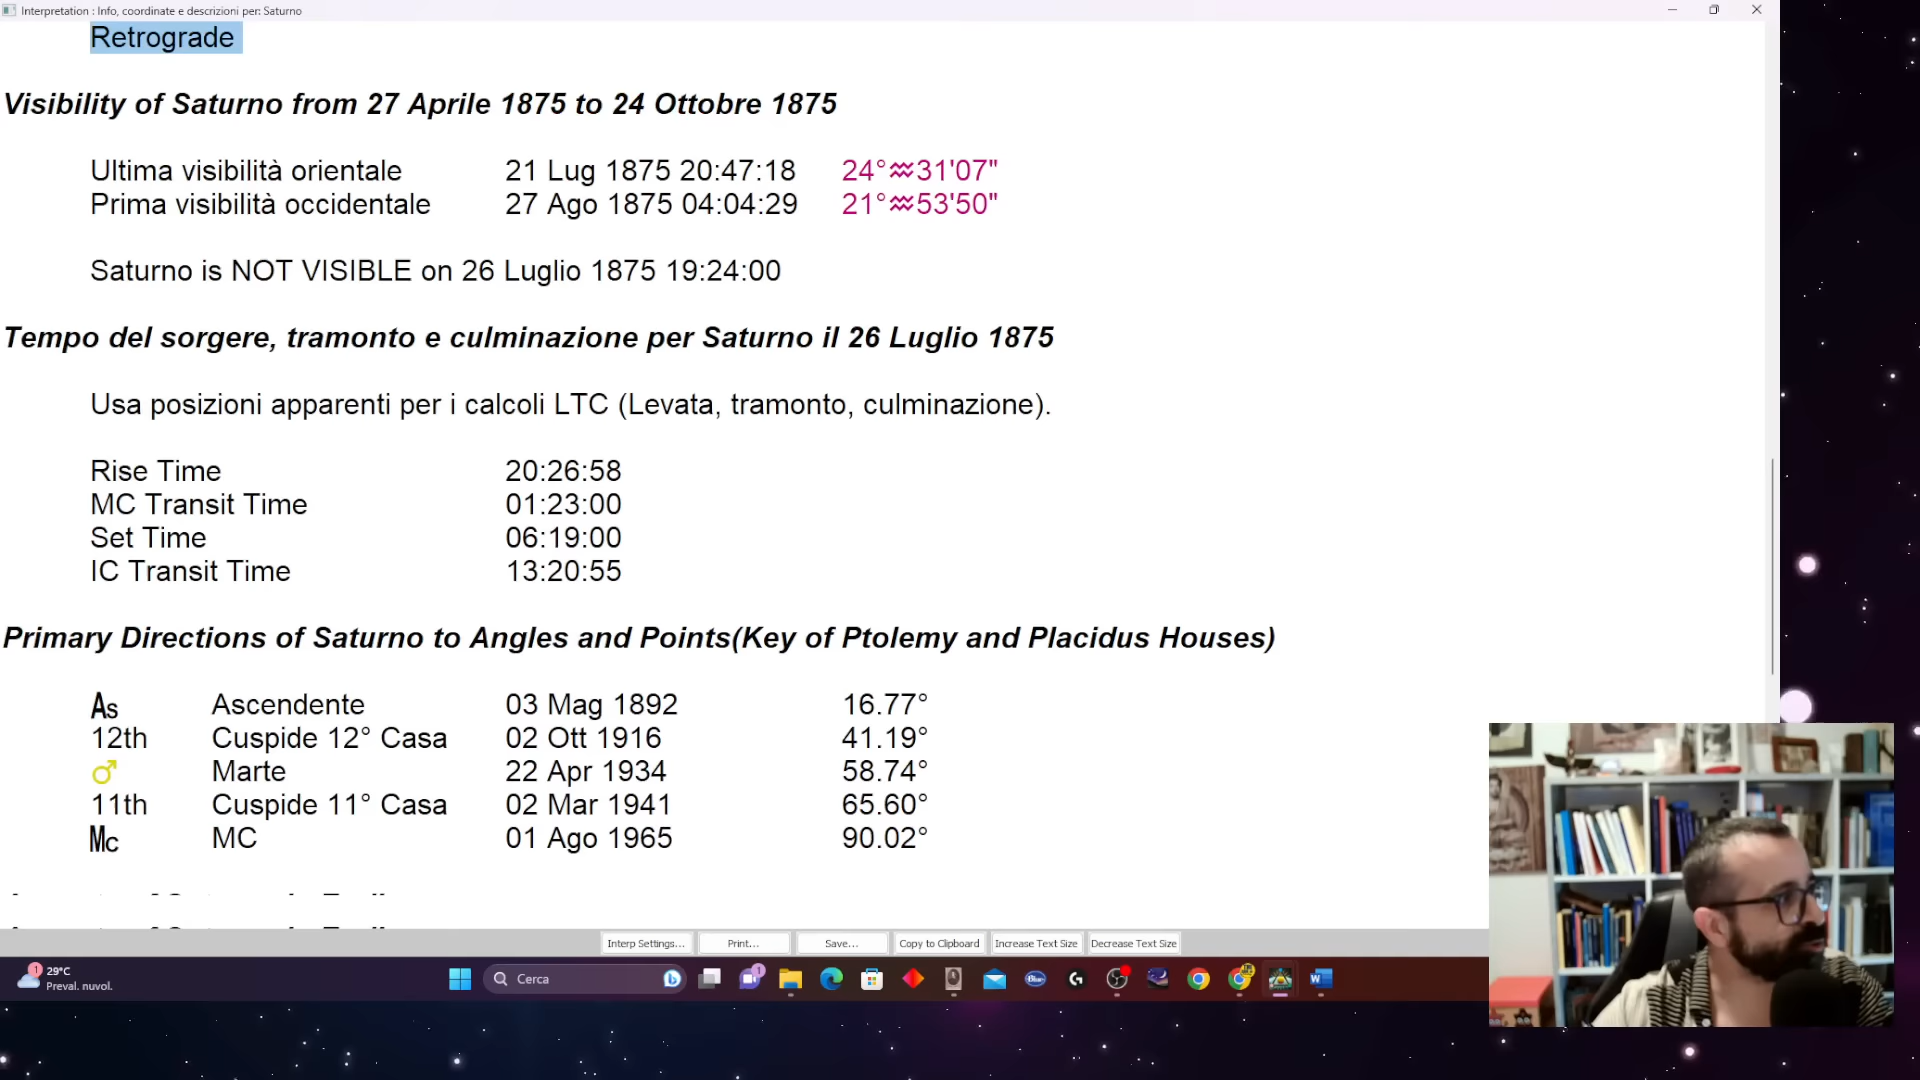 Interpretation : Info, coordinate e descrizioni per: Saturno
Retrograde
Visibility of Saturno from 27 Aprile 1875 to 24 Ottobre 1875
Ultima visibilità orientale 21 Lug 1875 20:47:18 24°♒31'07"
Prima visibilità occidentale 27 Ago 1875 04:04:29 21°♒53'50"
Saturno is NOT VISIBLE on 26 Luglio 1875 19:24:00
Tempo del sorgere, tramonto e culminazione per Saturno il 26 Luglio 1875
Usa posizioni apparenti per i calcoli LTC (Levata, tramonto, culminazione).
Rise Time 20:26:58
MC Transit Time 01:23:00
Set Time 06:19:00
IC Transit Time 13:20:55
Primary Directions of Saturno to Angles and Points(Key of Ptolemy and Placidus Houses)
As Ascendente 03 Mag 1892 16.77°
12th Cuspide 12° Casa 02 Ott 1916 41.19°
♂ Marte 22 Apr 1934 58.74°
11th Cuspide 11° Casa 02 Mar 1941 65.60°
Mc MC 01 Ago 1965 90.02°
Interp Settings... Print... Save... Copy to Clipboard Increase Text Size Decrease Text Size
1 29°C
Preval. nuvol.
Cerca
1